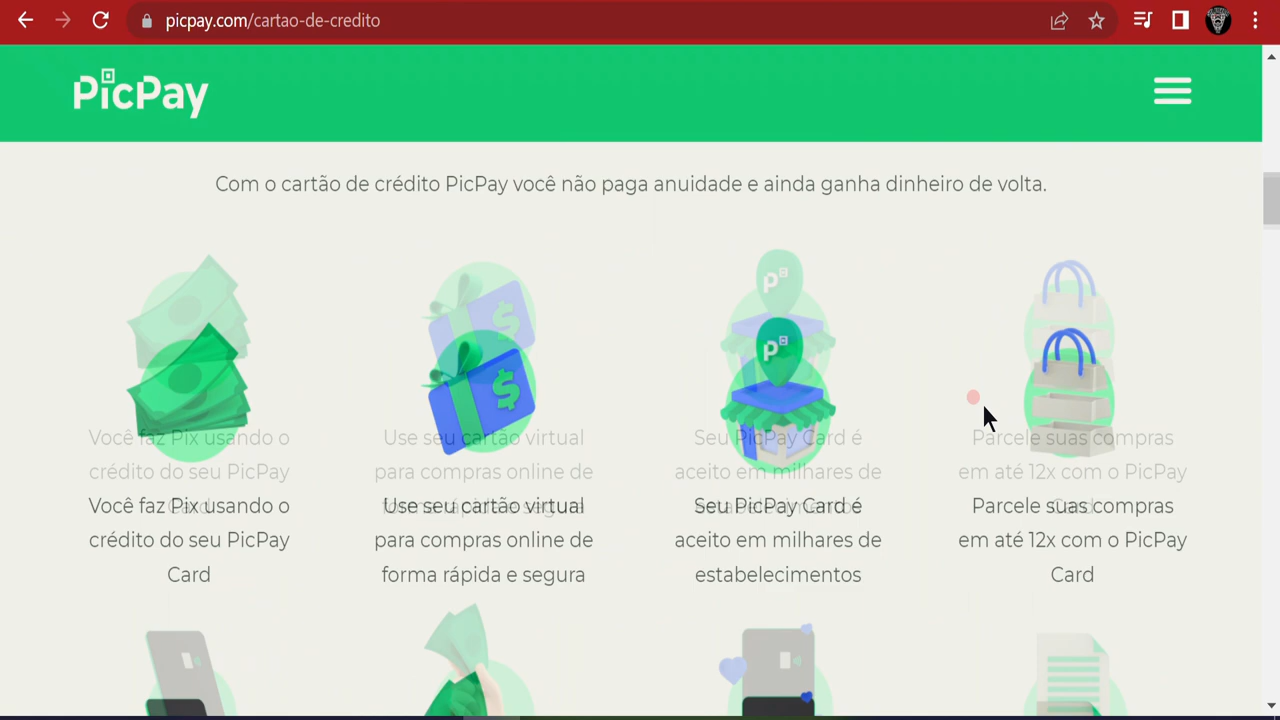 picpay.com/cartao-de-credito
PicPay
Com o cartão de crédito PicPay você não paga anuidade e ainda ganha dinheiro de volta.
Você faz Pix usando o
crédito do seu PicPay
Card
Use seu cartão virtual
para compras online de
forma rápida e segura
Seu PicPay Card é
aceito em milhares de
estabelecimentos
Parcele suas compras
em até 12x com o PicPay
Card